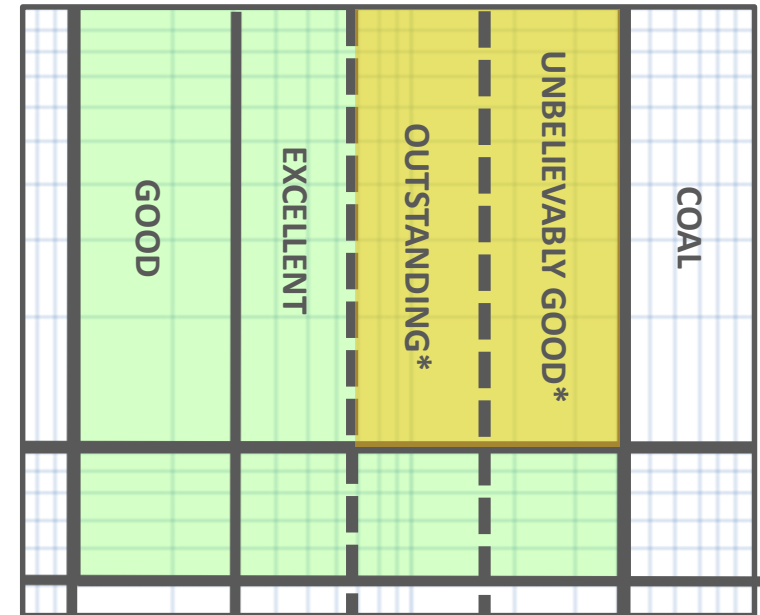 GOOD
EXCELLENT
OUTSTANDING*
UNBELIEVABLY GOOD*
COAL